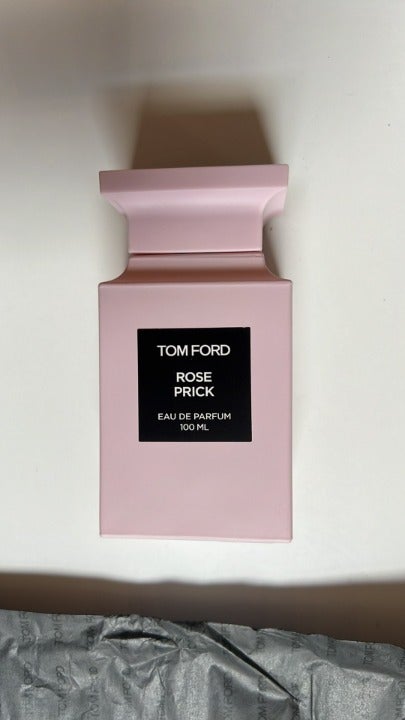 TOM FORD
ROSE
PRICK
EAU DE PARFUM
100 ML